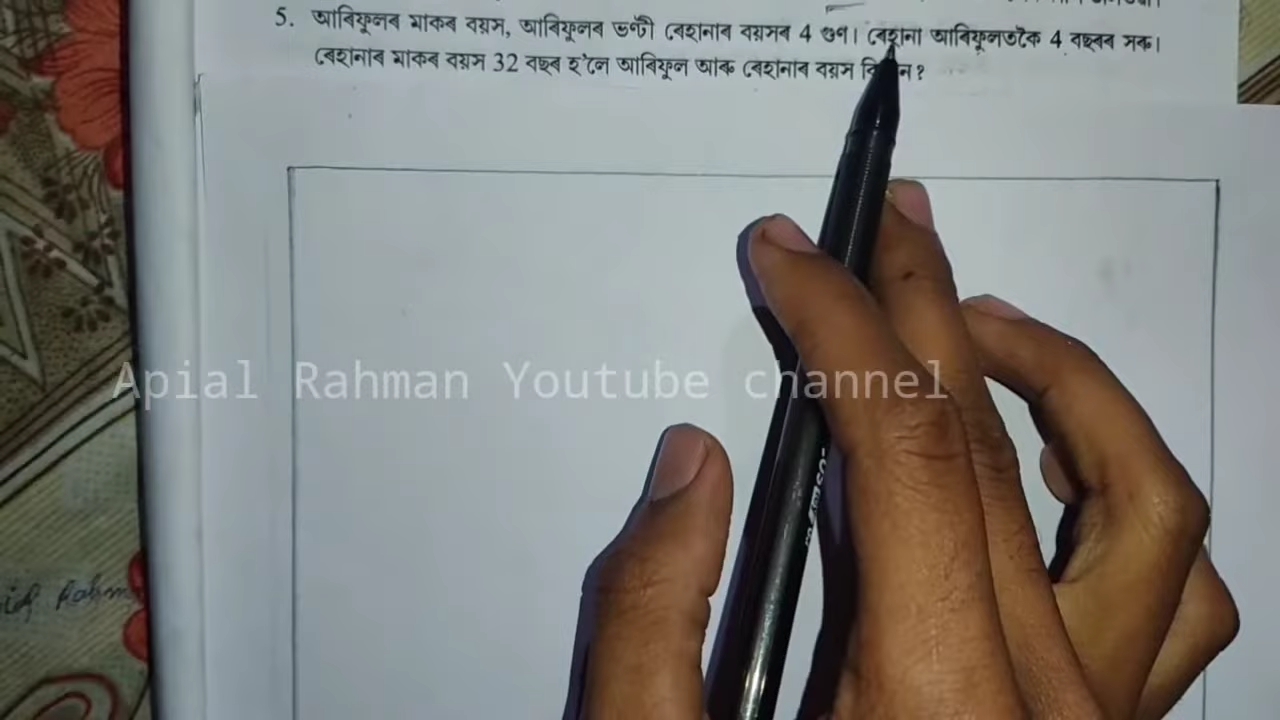 5. আৰিফুলৰ মাকৰ বয়স, আৰিফুলৰ ভণ্টী ৰেহানাৰ বয়সৰ 4 গুণ। ৰেহানা আৰিফুলতকৈ 4 বছৰৰ সৰু।
ৰেহানাৰ মাকৰ বয়স 32 বছৰ হ'লে আৰিফুল আৰু ৰেহানাৰ বয়স
Apial Rahman Youtube channel